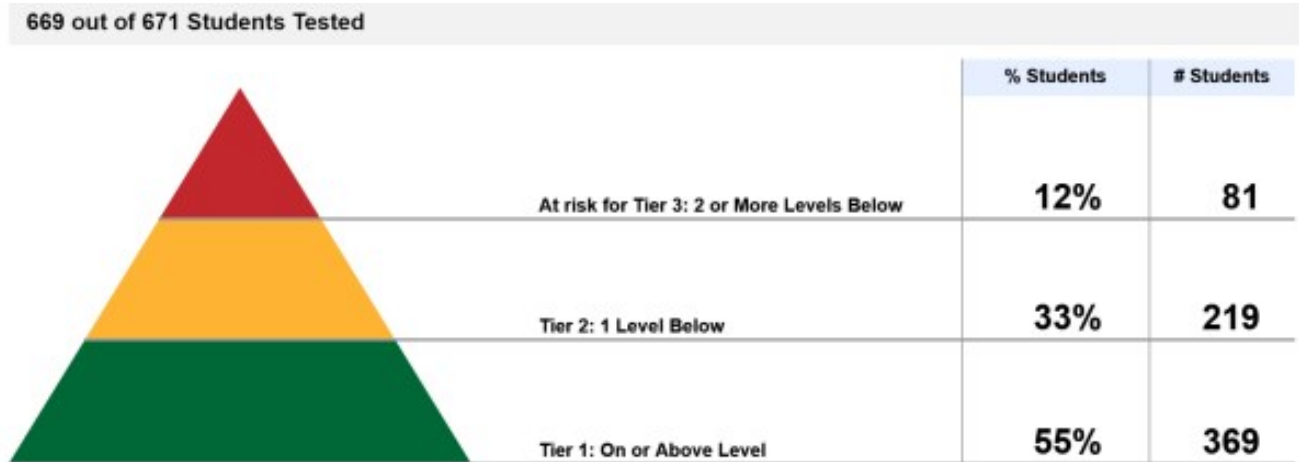 669 out of 671 Students Tested
% Students # Students
At risk for Tier 3: 2 or More Levels Below 12% 81
Tier 2: 1 Level Below 33% 219
Tier 1: On or Above Level 55% 369